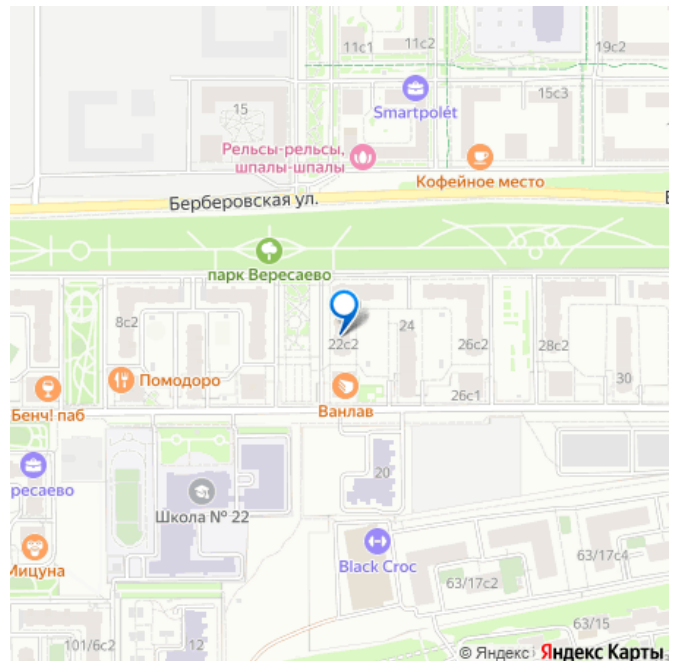 11с1
11с2
19с2
15
Smartpolét
15с3
Рельсы-рельсы,
шпалы-шпалы
Кофейное место
Берберовская ул.
парк Вересаево
8с2
22с2
24
26с2
28с2
Помодоро
26с1
30
Бенч! паб
Ванлав
ресаево
20
Школа № 22
Мицуна
Black Croc
63/17с4
63/17с2
63/15
101/6с2
12
© Яндекс
Яндекс Карты